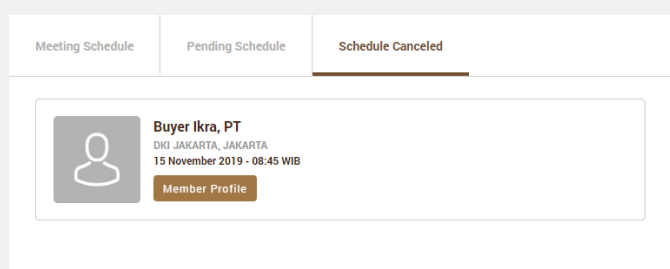 Meeting Schedule
Pending Schedule
Schedule Canceled
Buyer Ikra, PT
DKI JAKARTA, JAKARTA
15 November 2019 - 08:45 WIB
Member Profile